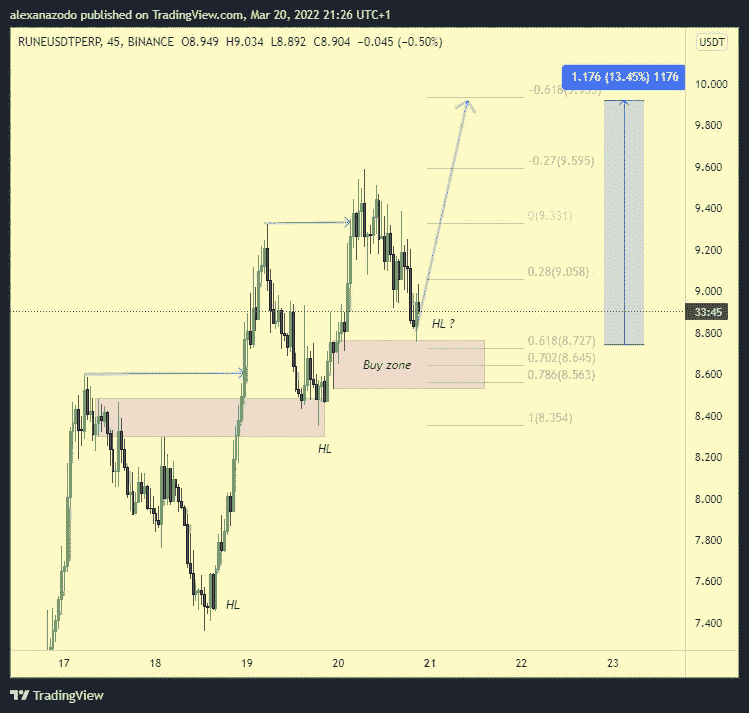 alexanazodo published on TradingView.com, Mar 20, 2022 21:26 UTC+1
RUNEUSDTPERP, 45, BINANCE O8.949 H9.034 L8.892 C8.904 −0.045 (−0.50%)
USDT
1.176 (13.45%) 1176
10.000
9.800
-0.27(9.595)
9.600
0(9.331)
9.400
9.200
0.28(9.058)
9.000
33:45
HL ?
8.800
0.618(8.727)
Buy zone
0.702(8.645)
8.600
0.786(8.563)
1(8.354)
8.400
HL
8.200
8.000
7.800
7.600
HL
7.400
17 18 19 20 21 22 23
TradingView